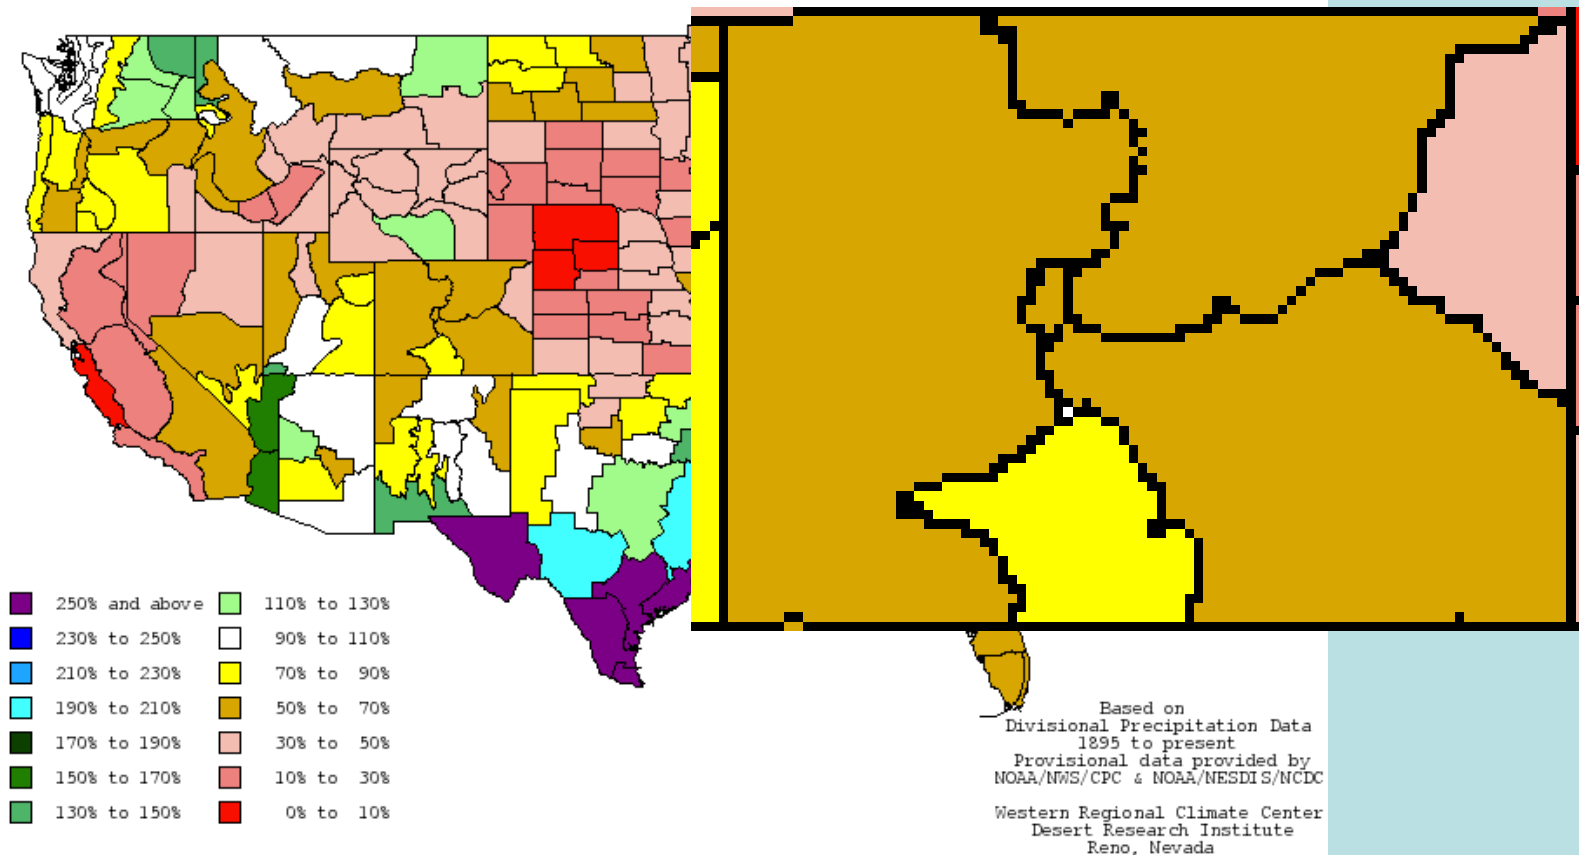 250% and above
230% to 250%
210% to 230%
190% to 210%
170% to 190%
150% to 170%
130% to 150%
110% to 130%
90% to 110%
70% to 90%
50% to 70%
30% to 50%
10% to 30%
0% to 10%
Based on
Divisional Precipitation Data
1895 to present
Provisional data provided by
NOAA/NWS/CPC & NOAA/NESDIS/NCDC
Western Regional Climate Center
Desert Research Institute
Reno, Nevada